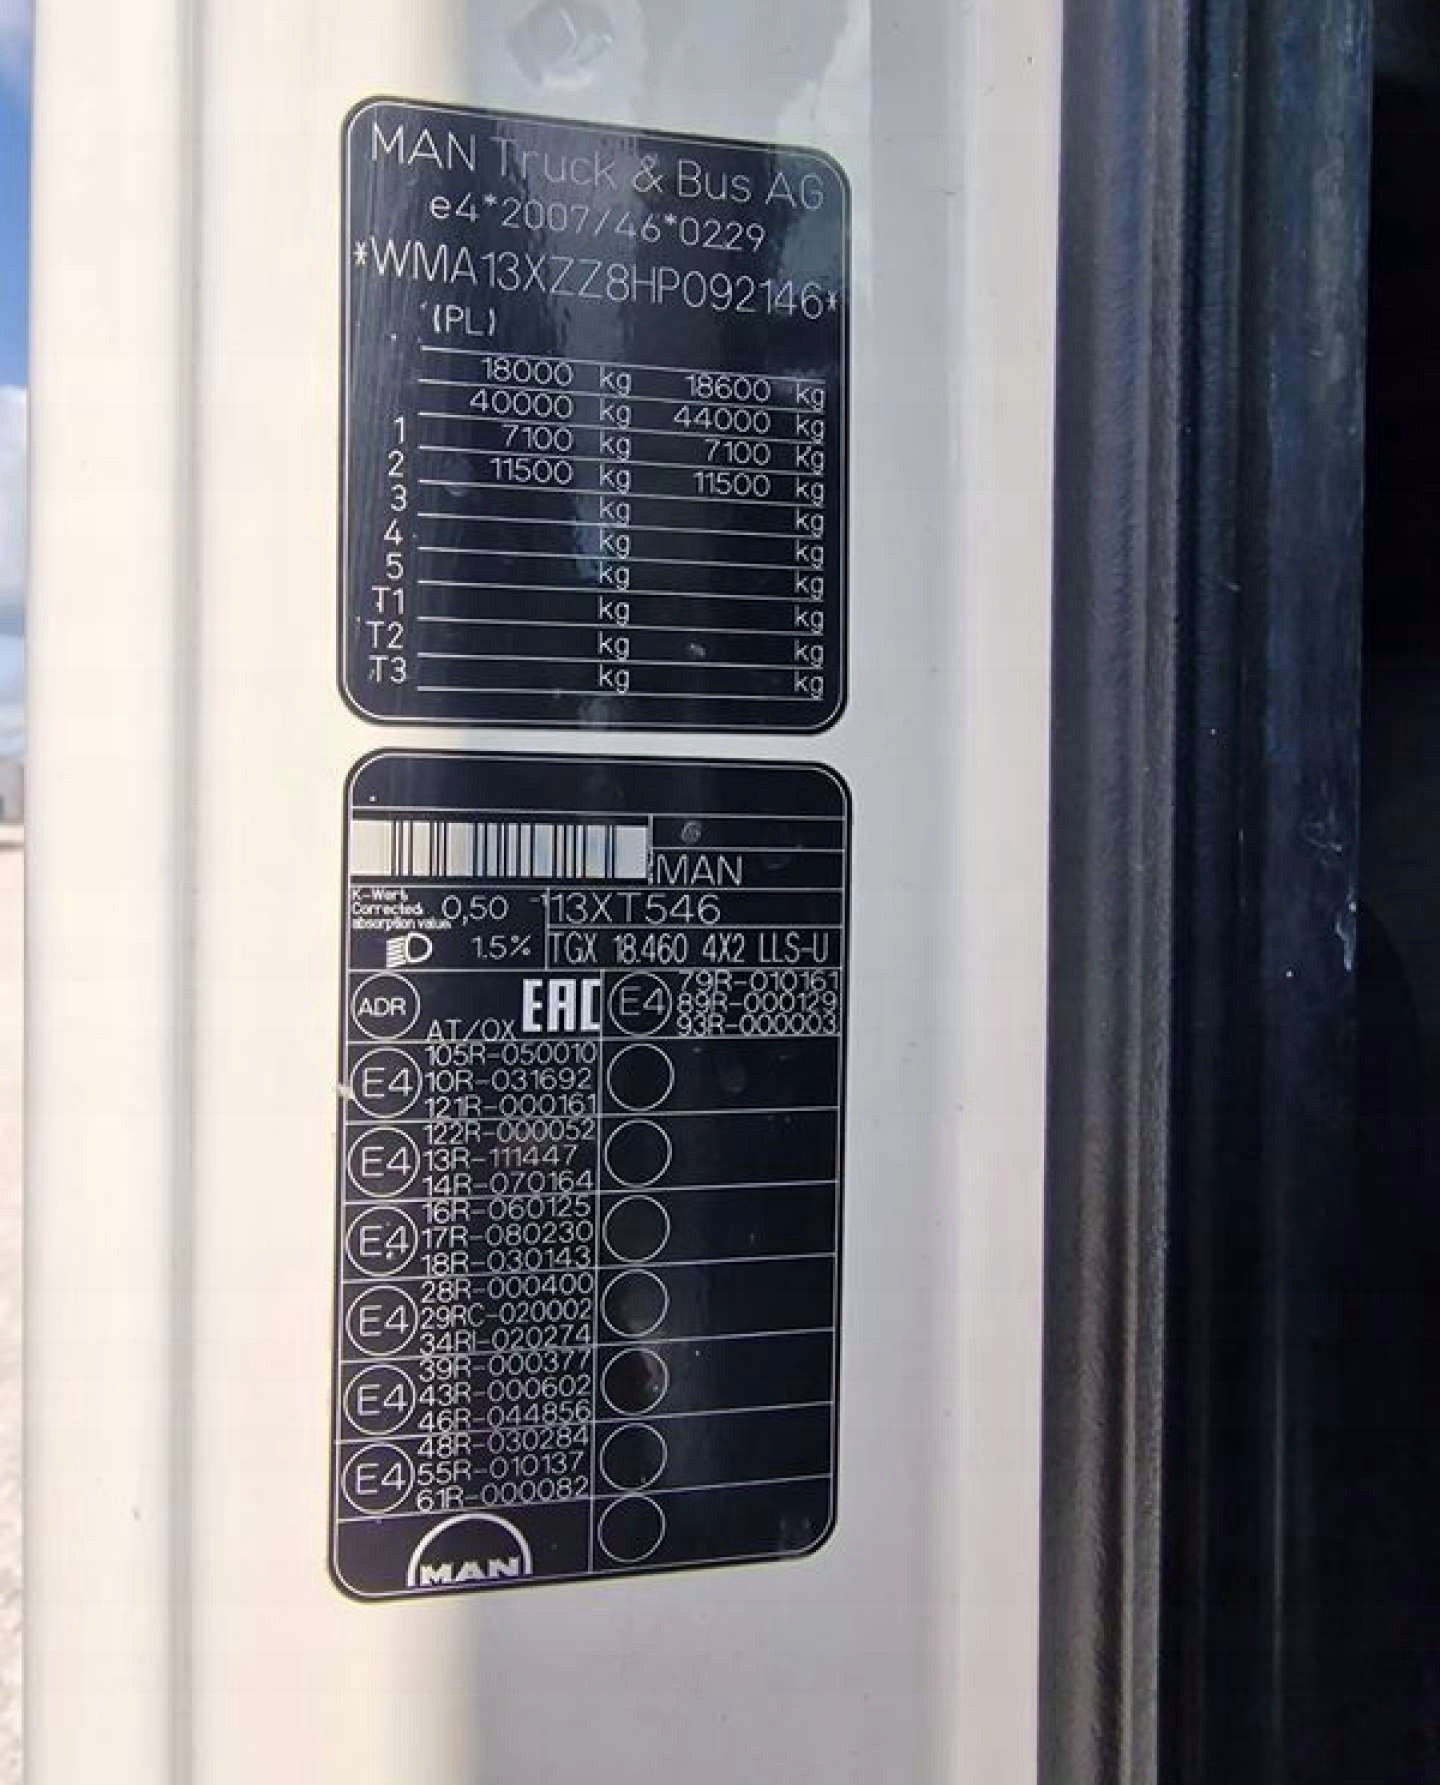 MAN Truck & Bus AG
e4*2007/46*0229
*WMA13XZZ8HP092146*
(PL)
18000 kg 18600 kg
40000 kg 44000 kg
1 7100 kg 7100 kg
2 11500 kg 11500 kg
3 kg kg
4 kg kg
5 kg kg
T1 kg kg
T2 kg kg
T3 kg kg
MAN
K-Wert
Corrected
absorption value
0,50
13XT546
1.5%
TGX 18.460 4X2 LLS-U
ADR
AT/OX
EAC
E4
79R-010161
89R-000129
93R-000003
E4
105R-050010
10R-031692
121R-000161
E4
122R-000052
13R-111447
14R-070164
E4
16R-060125
17R-080230
18R-030143
E4
28R-000400
29RC-020002
34RI-020274
E4
39R-000377
43R-000602
46R-044856
E4
48R-030284
55R-010137
61R-000082
MAN